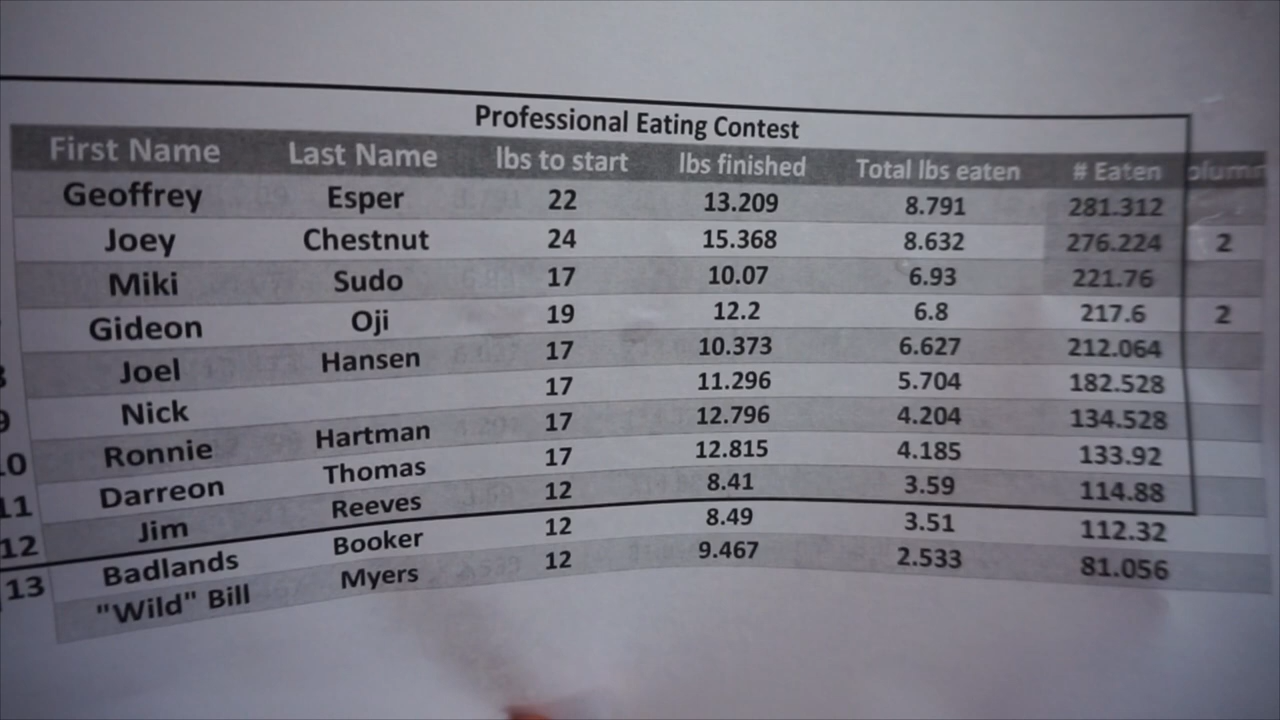 Professional Eating Contest
First Name Last Name lbs to start lbs finished Total lbs eaten # Eaten
Geoffrey Esper 22 13.209 8.791 281.312
Joey Chestnut 24 15.368 8.632 276.224 2
Miki Sudo 17 10.07 6.93 221.76
Gideon Oji 19 12.2 6.8 217.6 2
Joel Hansen 17 10.373 6.627 212.064
Nick 17 11.296 5.704 182.528
Ronnie Hartman 17 12.796 4.204 134.528
Darreon Thomas 17 12.815 4.185 133.92
Jim Reeves 12 8.41 3.59 114.88
12 Badlands Booker 12 8.49 3.51 112.32
13 "Wild" Bill Myers 12 9.467 2.533 81.056